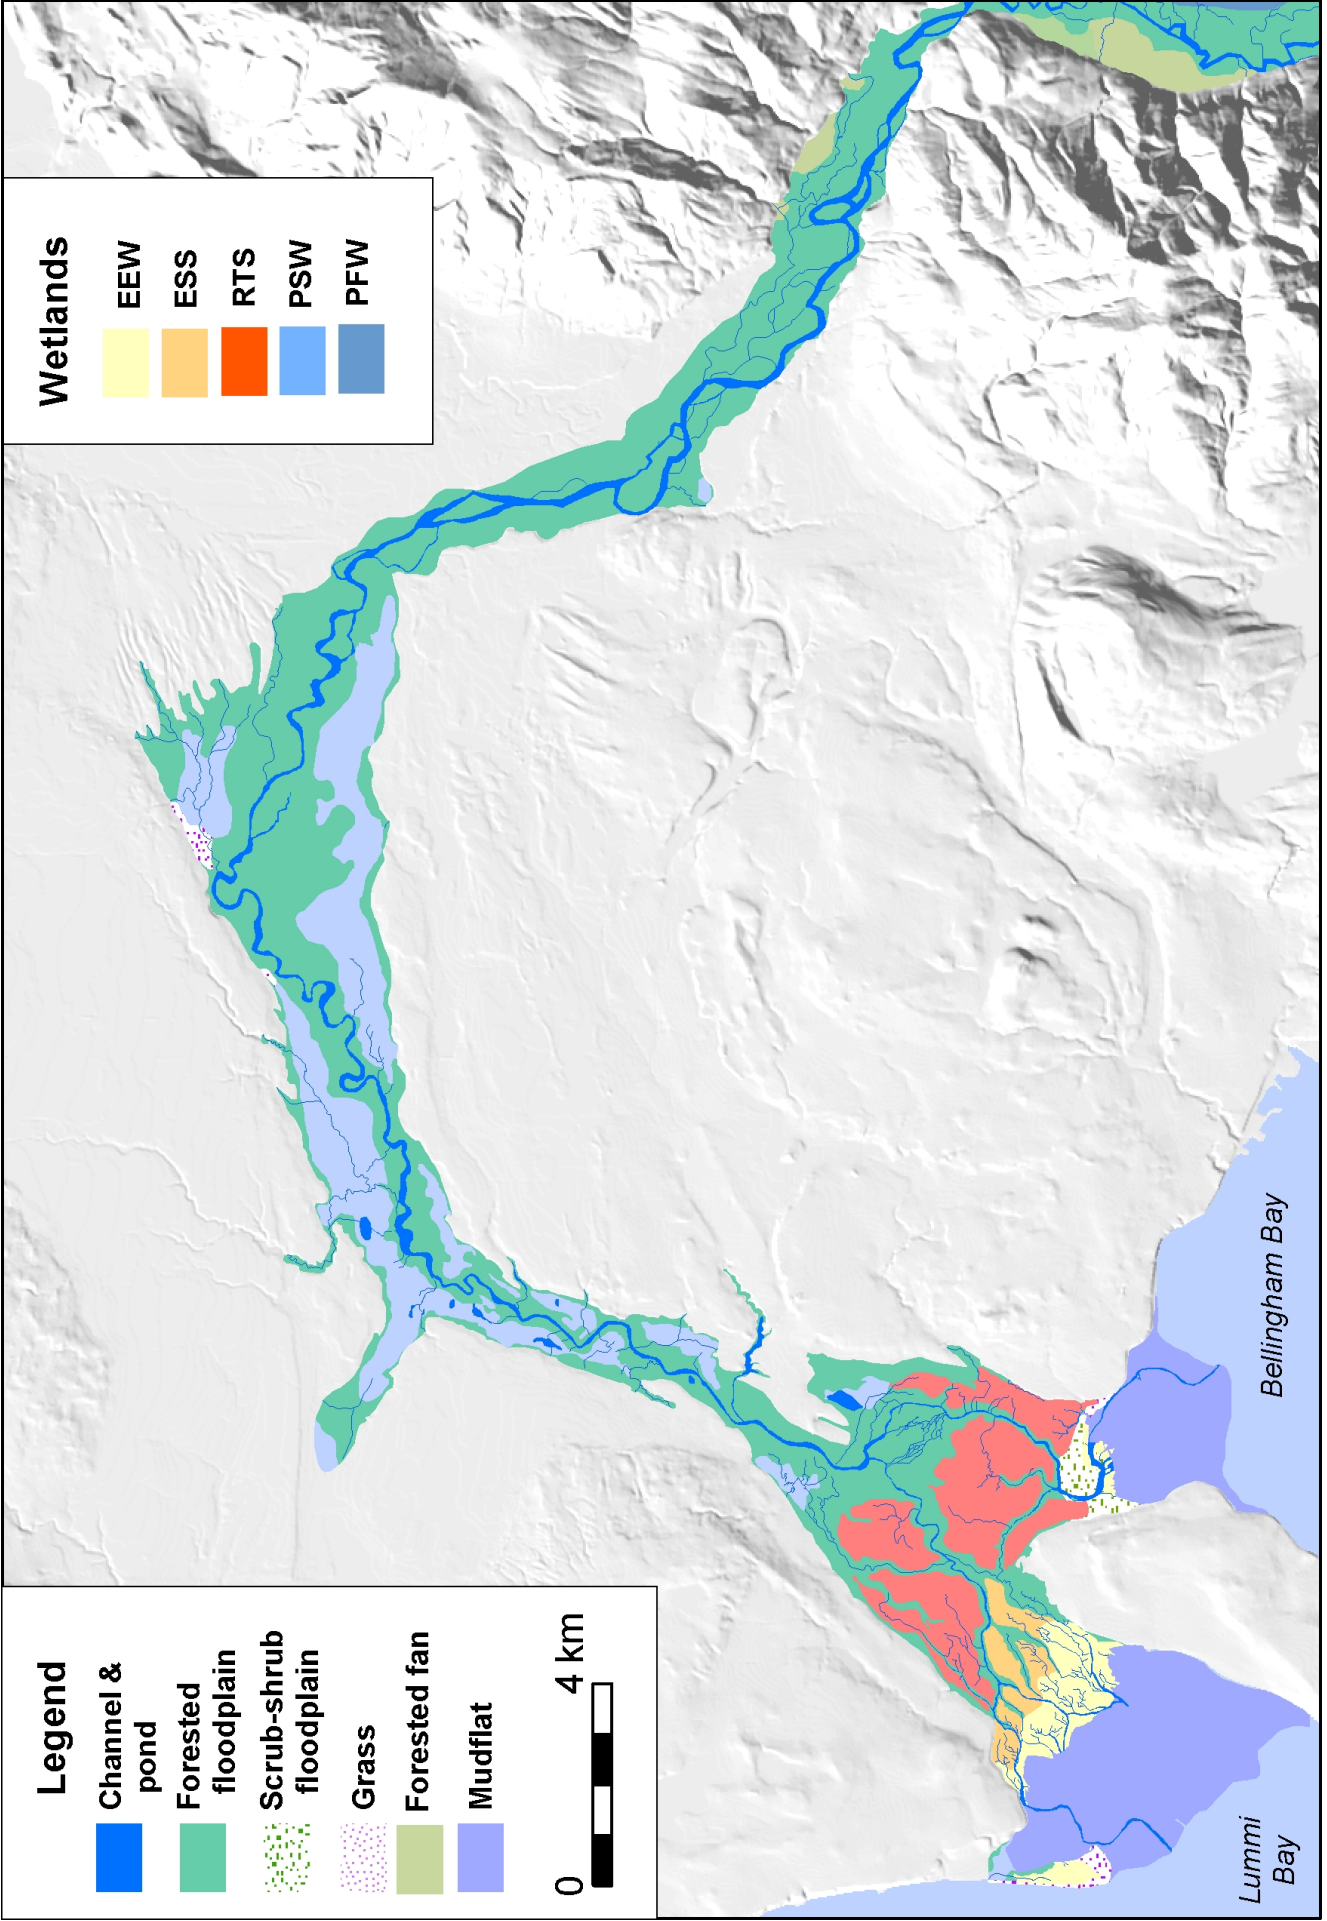 Legend
Channel &
pond
Forested
floodplain
Scrub-shrub
floodplain
Grass
Forested fan
Mudflat
0
4 km
Wetlands
EEW
ESS
RTS
PSW
PFW
Lummi
Bay
Bellingham Bay